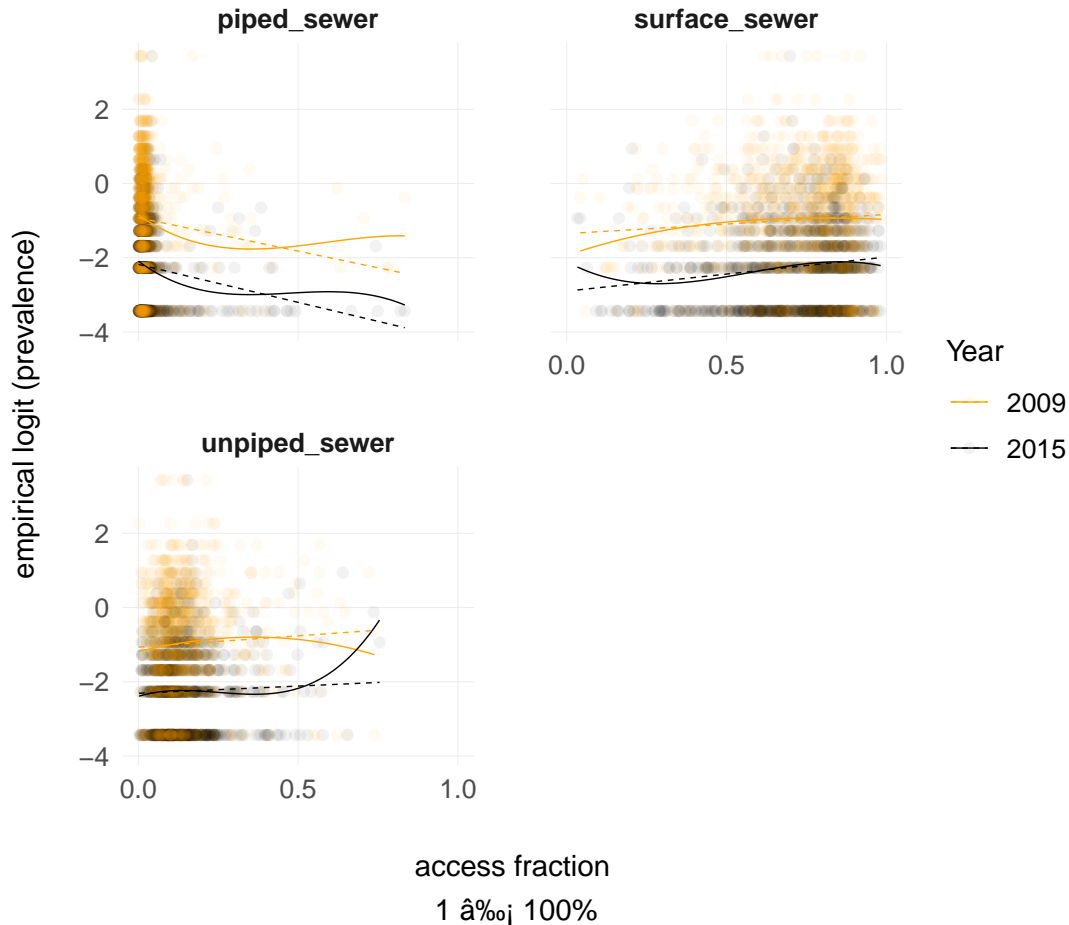 piped_sewer
surface_sewer
2
0
−2
−4
0.0
0.5
1.0
unpiped_sewer
2
0
−2
−4
0.0
0.5
1.0
empirical logit (prevalence)
access fraction
1 â‰¡ 100%
Year
2009
2015